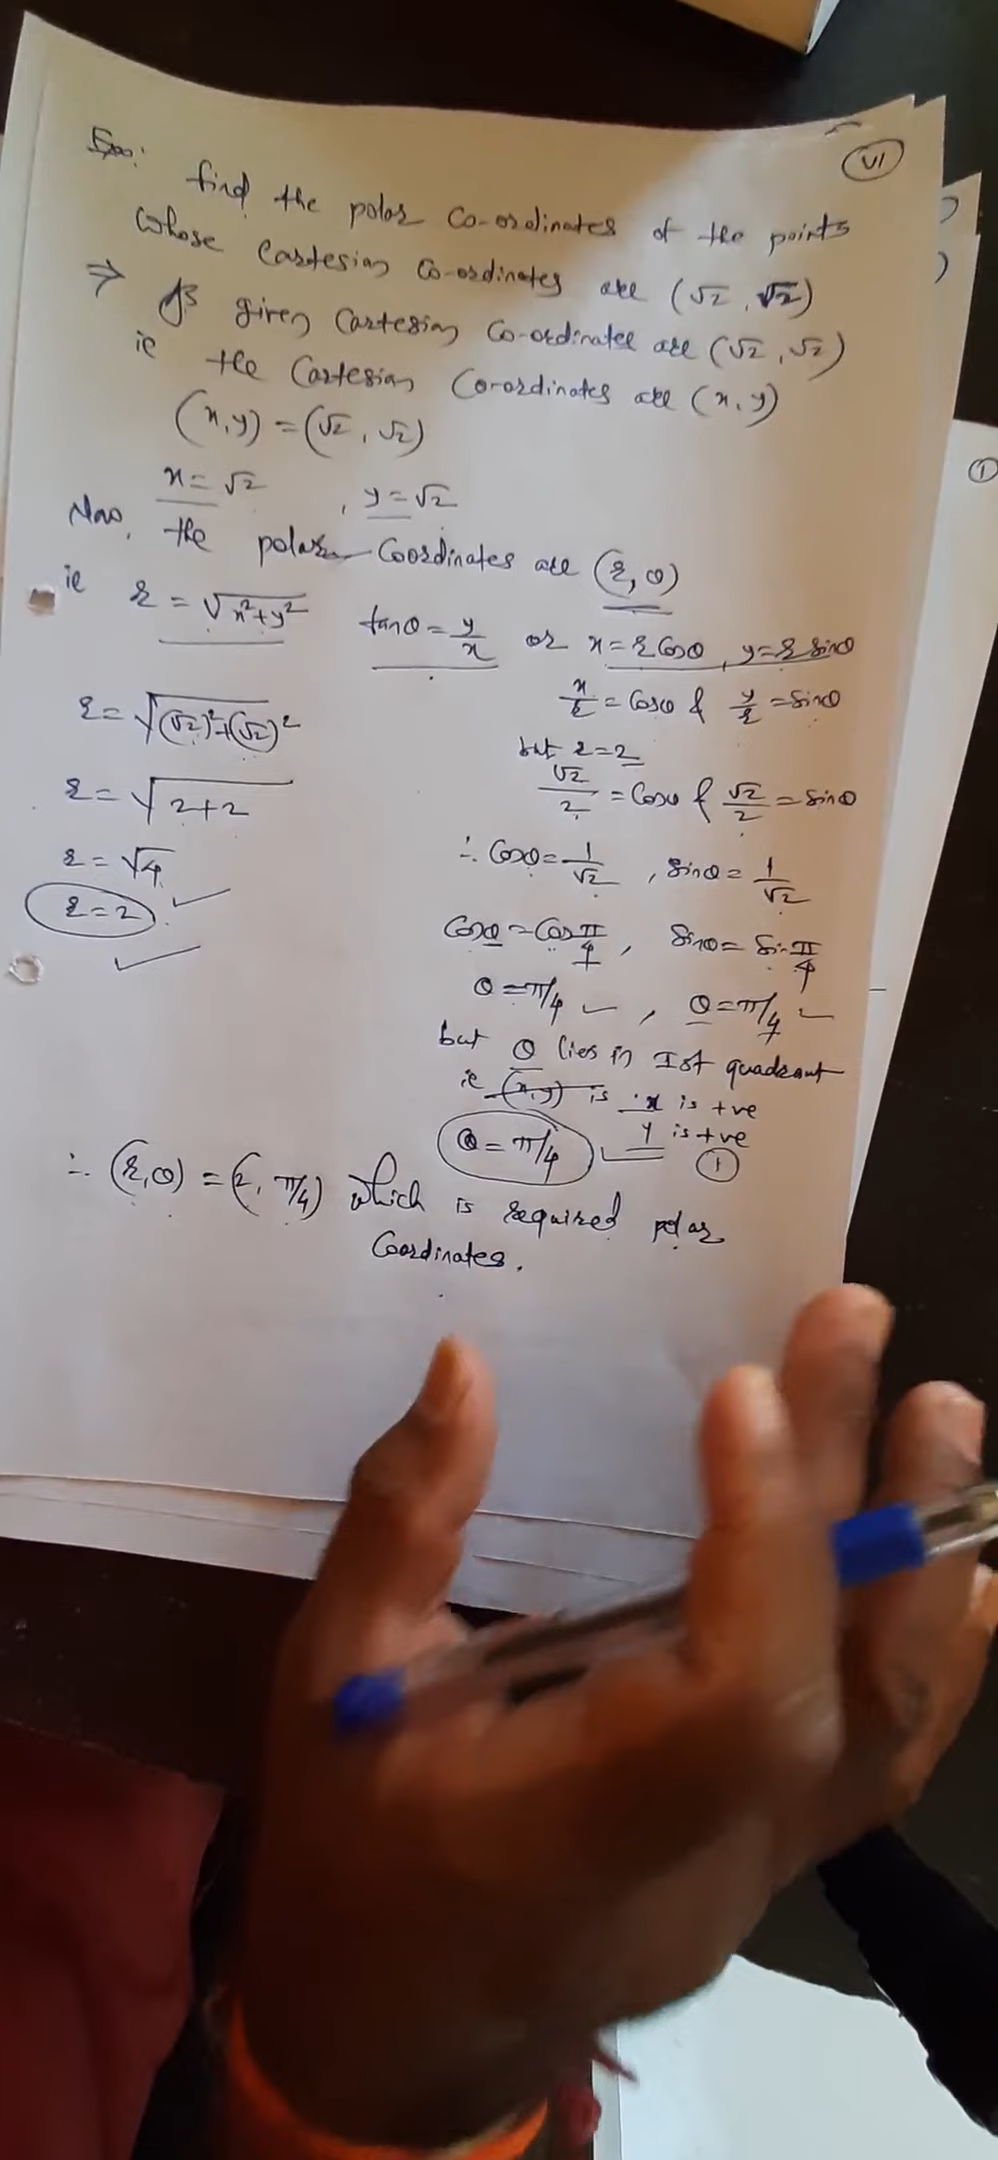 VI
Ex: find the polar co-ordinates of the points
whose cartesian co-ordinates are (√2, √2)
⇒ given cartesian co-ordinates are (√2, √2)
ie the cartesian co-ordinates are (x, y)
(x, y) = (√2, √2)
x = √2 , y = √2
Now, the polar coordinates are (r, θ)
ie r = √x²+y² tanθ = y/x or x = r cosθ, y = r sinθ
x/r = cosθ & y/r = sinθ
r = √(√2)²+(√2)²
but r = 2
r = √2+2
√2/2 = cosθ & √2/2 = sinθ
r = √4
∴ cosθ = 1/√2 , sinθ = 1/√2
r = 2
cosθ = cos π/4 , sinθ = sin π/4
θ = π/4 , θ = π/4
but θ lies in Ist quadrant
ie (x, y) is x is +ve
y is +ve
θ = π/4 1
∴ (r, θ) = (2, π/4) which is required polar
coordinates.
1